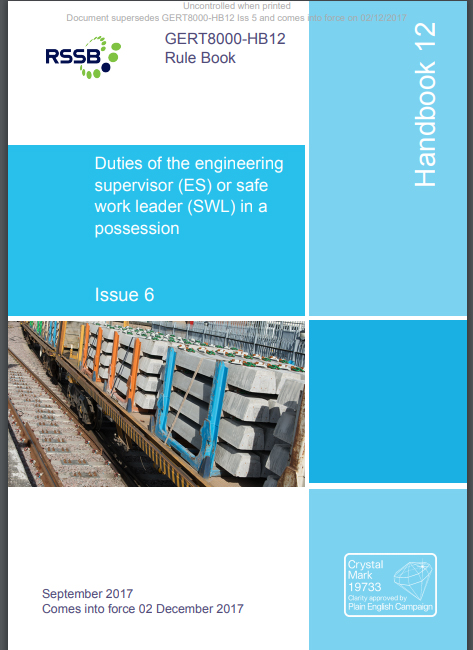 Uncontrolled when printed
Document supersedes GERT8000-HB12 Iss 5 and comes into force on 02/12/2017
RSSB
GERT8000-HB12
Rule Book
Handbook 12
Duties of the engineering
supervisor (ES) or safe
work leader (SWL) in a
possession
Issue 6
September 2017
Comes into force 02 December 2017
Crystal
Mark
19733
Clarity approved by
Plain English Campaign